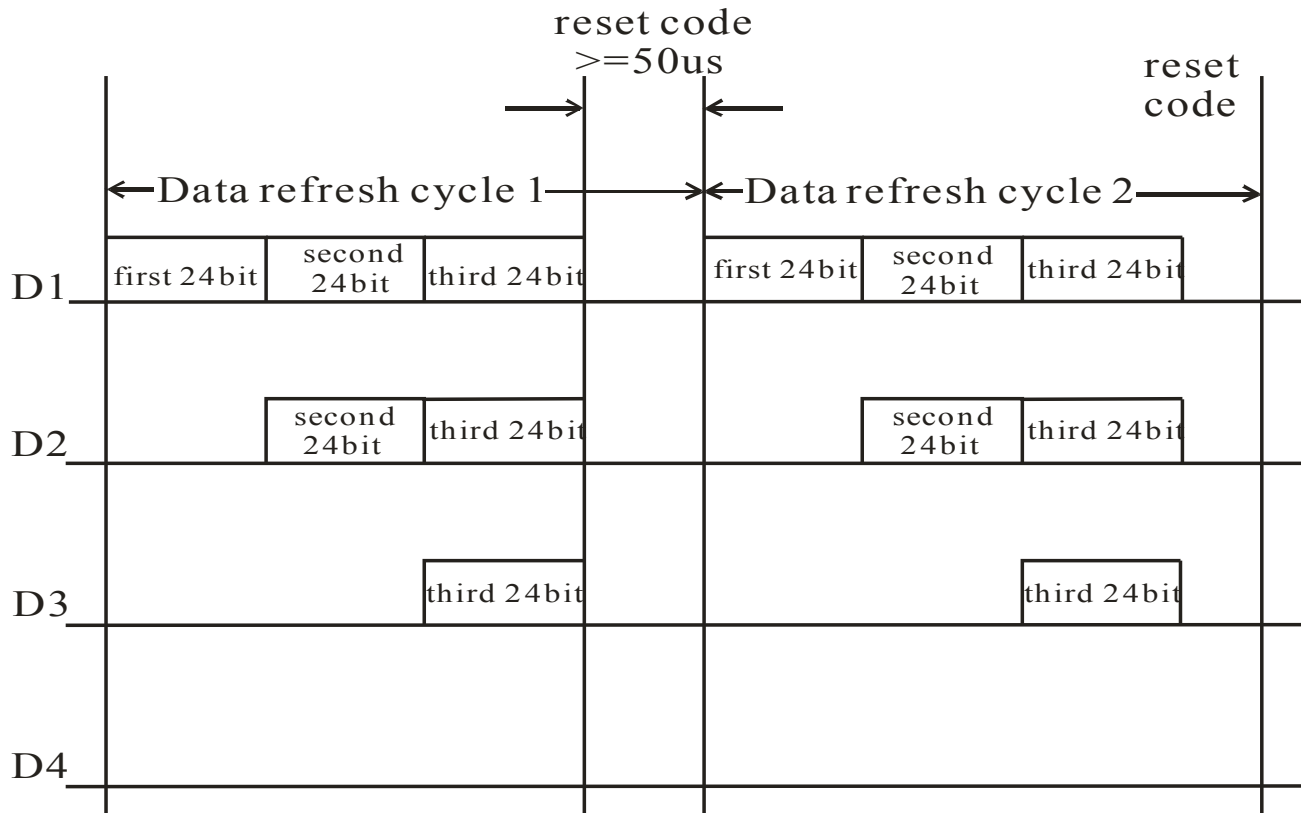 reset code
>=50us
reset
code
Data refresh cycle 1
Data refresh cycle 2
D1
first 24bit
second
24bit
third 24bit
first 24bit
second
24bit
third 24bit
D2
second
24bit
third 24bit
second
24bit
third 24bit
D3
third 24bit
third 24bit
D4